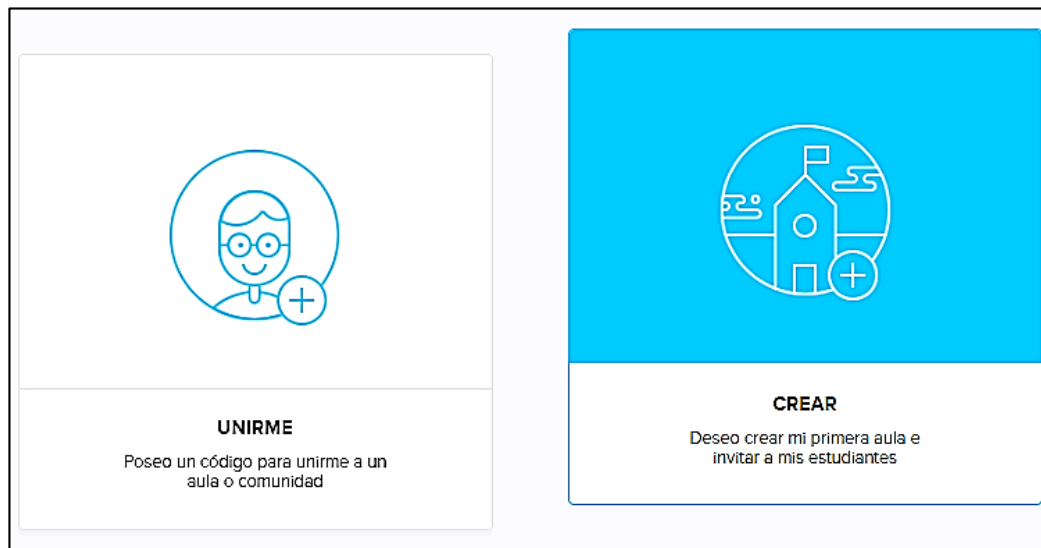 UNIRME
Poseo un código para unirme a un
aula o comunidad
CREAR
Deseo crear mi primera aula e
invitar a mis estudiantes